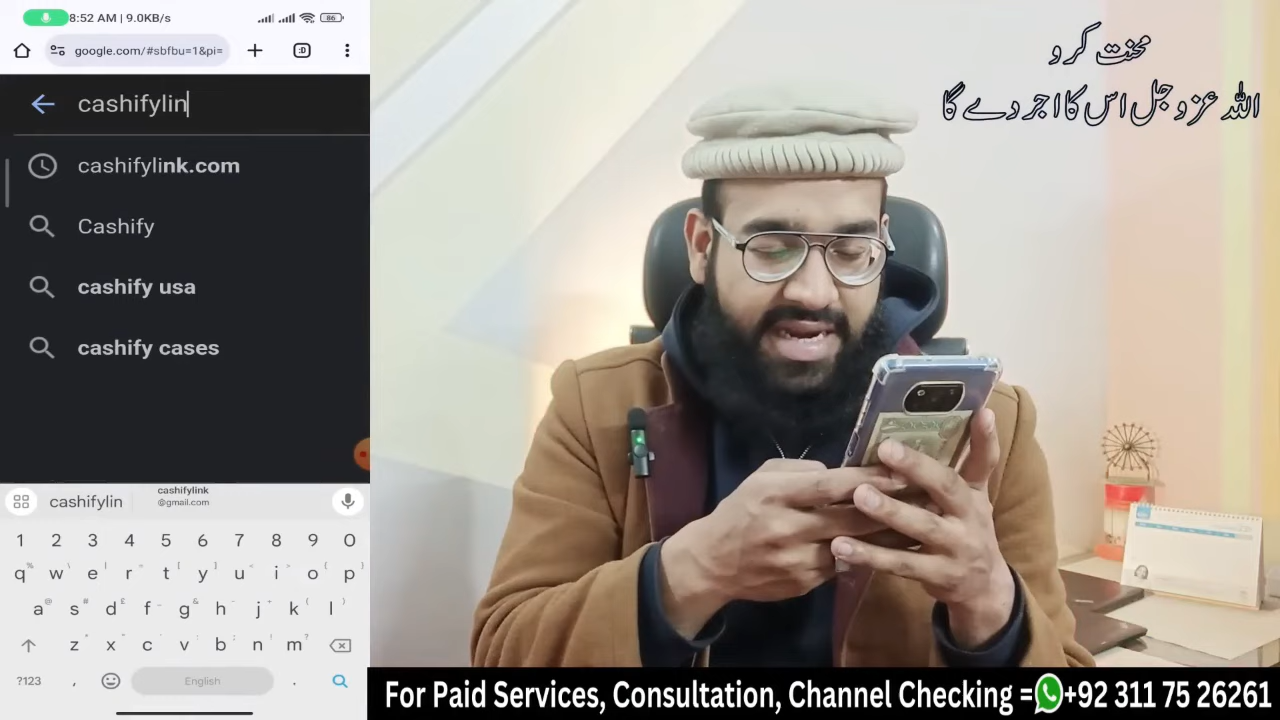 8:52 AM | 9.0KB/s
86
google.com/#sbfbu=1&pi=
:D
cashifylin
cashifylink.com
Cashify
cashify usa
cashify cases
cashifylin
cashifylink
@gmail.com
1 2 3 4 5 6 7 8 9 0
q w e r t y u i o p
a s d f g h j k l
z x c v b n m
?123 , English .
محنت کرو
اللہ عزوجل اس کا اجر دے گا
For Paid Services, Consultation, Channel Checking = +92 311 75 26261